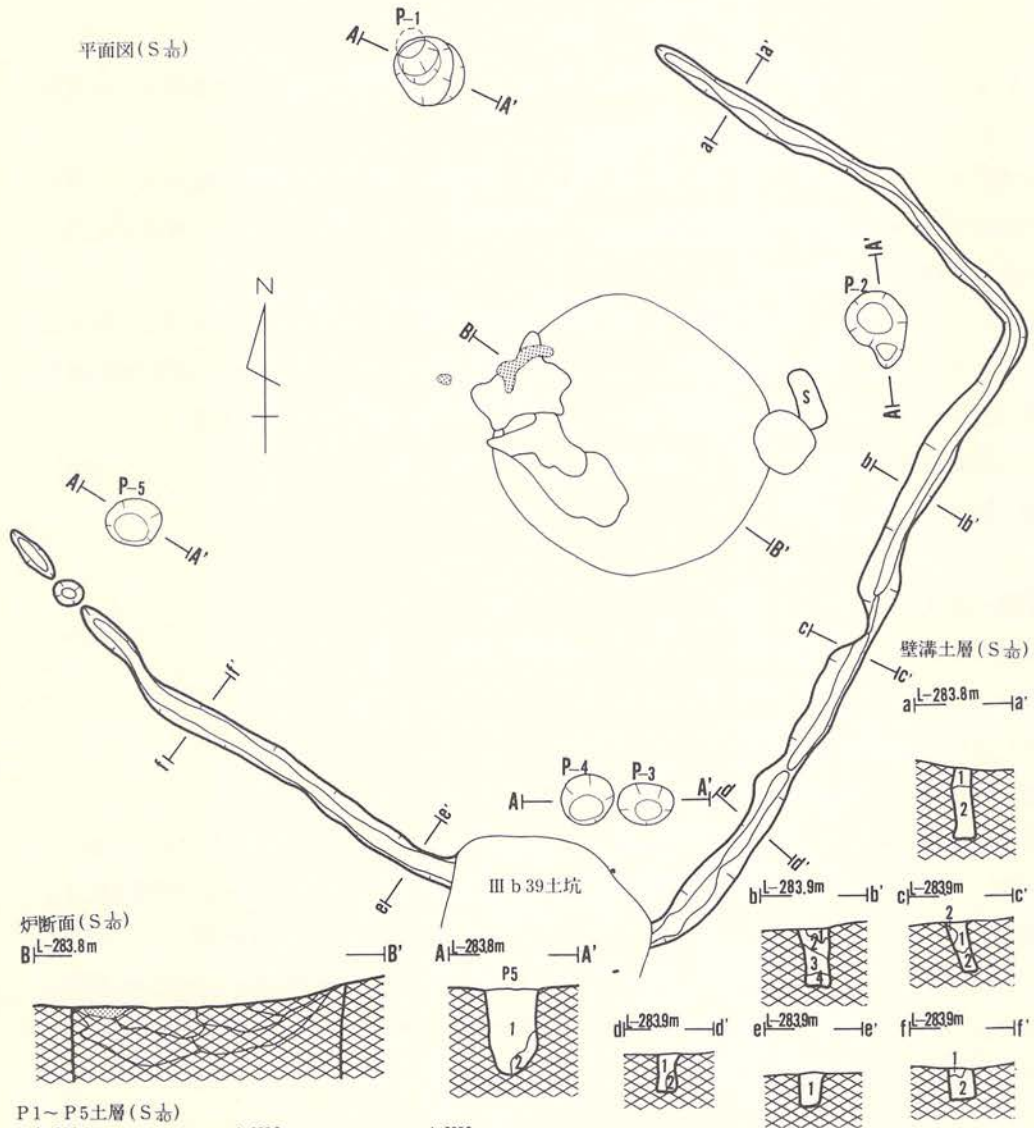 平面図(S 1/40)
P-1
A
A'
a'
a
N
A'
P-2
A
B
S
B'
b
b'
A
P-5
A'
c
c'
f'
f
P-4
P-3
A
A'
d
d'
e'
e
III b 39土坑
壁溝土層(S 1/40)
a L-283.8m a'
1
2
b L-283.9m b'
1
2
3
4
c L-283.9m c'
2
1
2
炉断面(S 1/40)
B L-283.8m B'
A L-283.8m A'
P5
1
2
d L-283.9m d'
1
2
e L-283.9m e'
1
f L-283.9m f'
1
2
P1～P5土層(S 1/40)